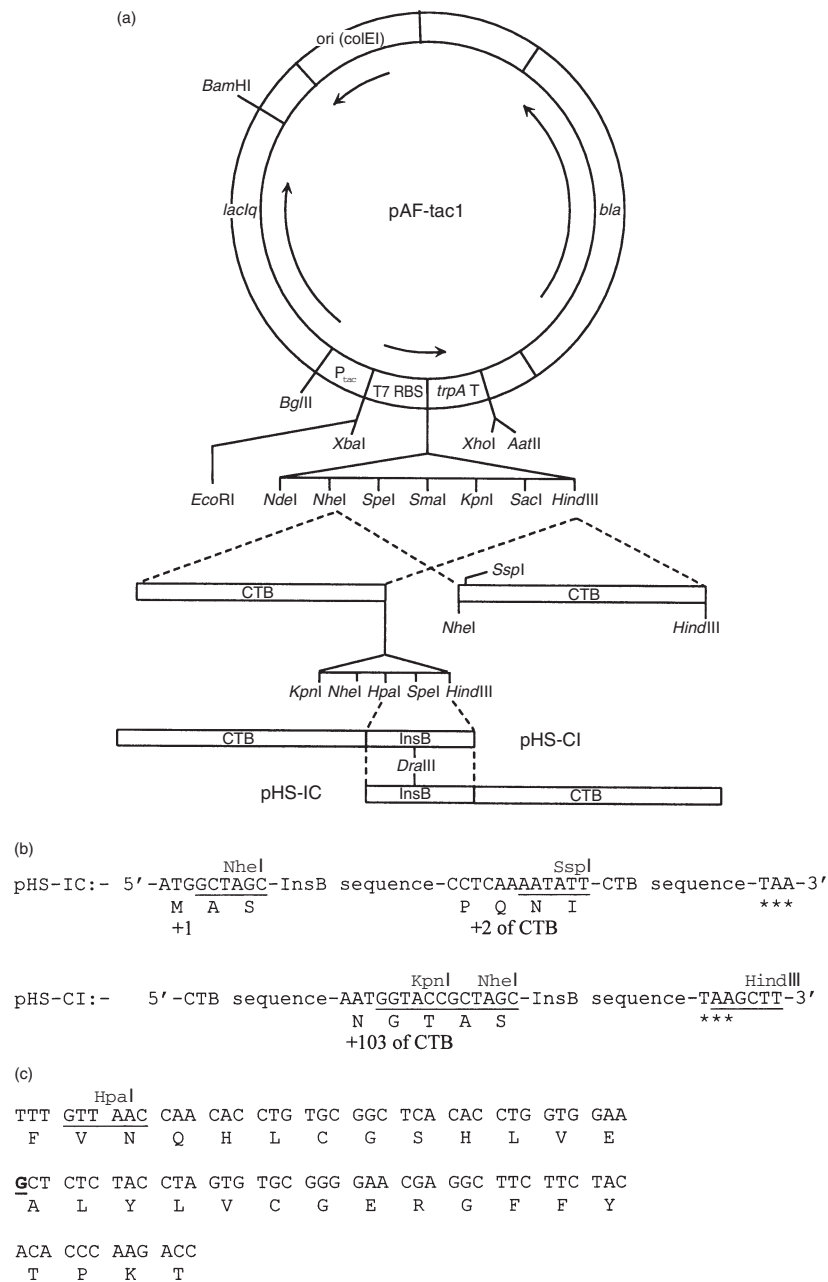 (a)
ori (colEI)
BamHI
lacIq
pAF-tac1
bla
Ptac
T7 RBS
trpA T
BglII
XbaI
XhoI
AatII
EcoRI
NdeI NheI SpeI SmaI KpnI SacI HindIII
SspI
CTB
CTB
NheI
HindIII
KpnI NheI HpaI SpeI HindIII
CTB
InsB
pHS-CI
DraIII
pHS-IC
InsB
CTB
(b)
NheI SspI
pHS-IC:- 5′-ATGGCTAGC-InsB sequence-CCTCAAAATATT-CTB sequence-TAA-3′
M A S P Q N I ***
+1 +2 of CTB
KpnI NheI HindIII
pHS-CI:- 5′-CTB sequence-AATGGTACCGCTAGC-InsB sequence-TAAGCTT-3′
N G T A S ***
+103 of CTB
(c)
HpaI
TTT GTT AAC CAA CAC CTG TGC GGC TCA CAC CTG GTG GAA
F V N Q H L C G S H L V E
GCT CTC TAC CTA GTG TGC GGG GAA CGA GGC TTC TTC TAC
A L Y L V C G E R G F F Y
ACA CCC AAG ACC
T P K T